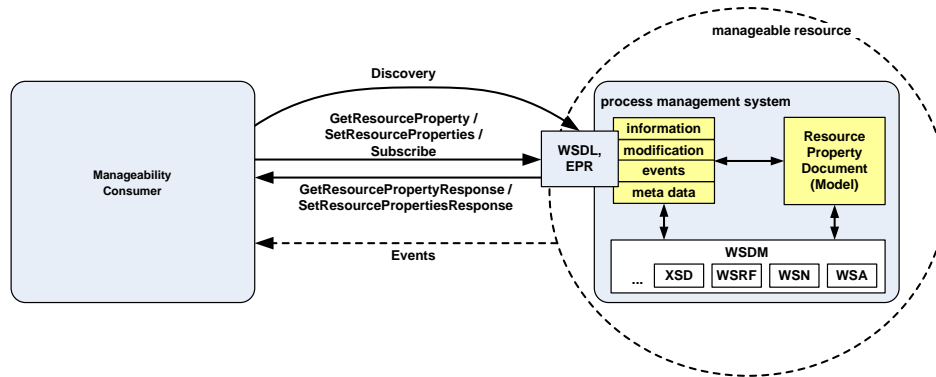 manageable resource
Discovery
process management system
GetResourceProperty /
SetResourceProperties /
Subscribe
WSDL,
EPR
information
modification
events
meta data
Resource
Property
Document
(Model)
Manageability
Consumer
GetResourcePropertyResponse /
SetResourcePropertiesResponse
Events
WSDM
...
XSD
WSRF
WSN
WSA